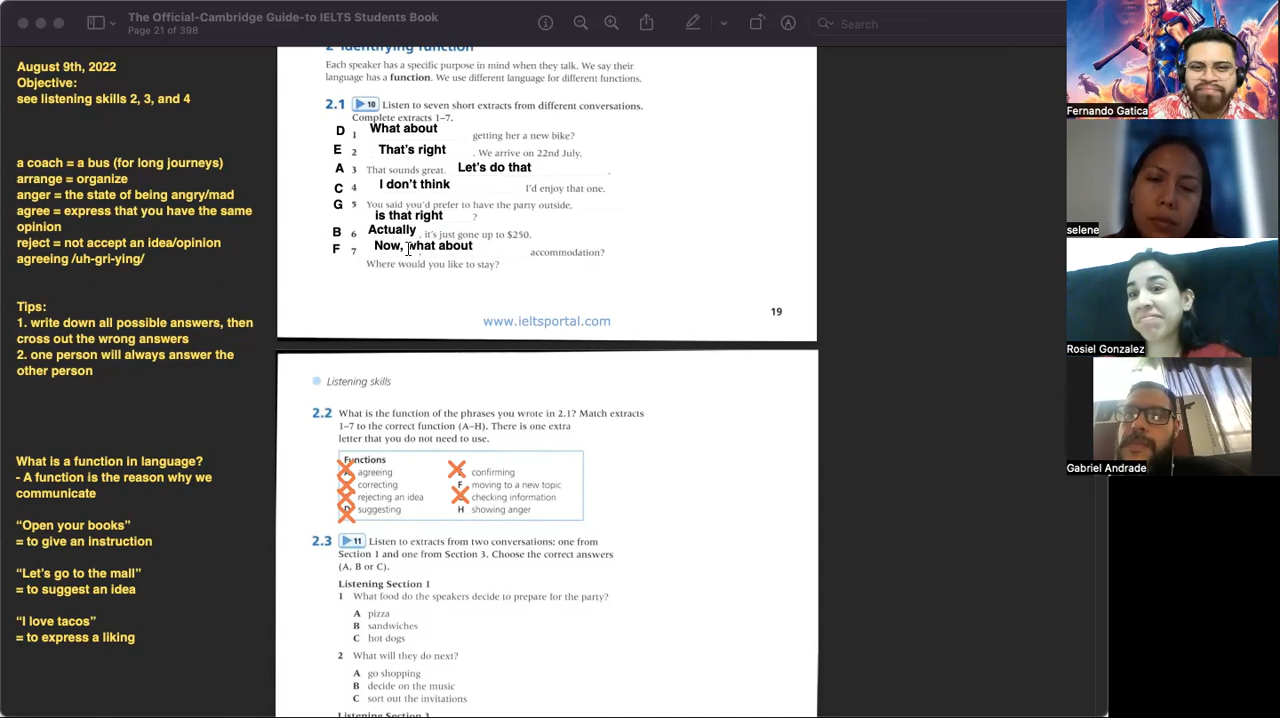 The Official-Cambridge Guide-to IELTS Students Book
Page 21 of 398
Search
August 9th, 2022
Objective:
see listening skills 2, 3, and 4
a coach = a bus (for long journeys)
arrange = organize
anger = the state of being angry/mad
agree = express that you have the same
opinion
reject = not accept an idea/opinion
agreeing /uh-gri-ying/
Tips:
1. write down all possible answers, then
cross out the wrong answers
2. one person will always answer the
other person
What is a function in language?
- A function is the reason why we
communicate
“Open your books”
= to give an instruction
“Let’s go to the mall”
= to suggest an idea
“I love tacos”
= to express a liking
2 Identifying function
Each speaker has a specific purpose in mind when they talk. We say their
language has a function. We use different language for different functions.
2.1 10 Listen to seven short extracts from different conversations.
Complete extracts 1–7.
D 1 What about getting her a new bike?
E 2 That’s right . We arrive on 22nd July.
A 3 That sounds great. Let’s do that .
C 4 I don’t think I’d enjoy that one.
G 5 You said you’d prefer to have the party outside,
is that right ?
B 6 Actually , it’s just gone up to $250.
F 7 Now, what about accommodation?
Where would you like to stay?
19
www.ieltsportal.com
Listening skills
2.2 What is the function of the phrases you wrote in 2.1? Match extracts
1–7 to the correct function (A–H). There is one extra
letter that you do not need to use.
Functions
agreeing confirming
correcting F moving to a new topic
rejecting an idea checking information
D suggesting H showing anger
2.3 11 Listen to extracts from two conversations: one from
Section 1 and one from Section 3. Choose the correct answers
(A, B or C).
Listening Section 1
1 What food do the speakers decide to prepare for the party?
A pizza
B sandwiches
C hot dogs
2 What will they do next?
A go shopping
B decide on the music
C sort out the invitations
Listening Section 3
Fernando Gatica
selene
Rosiel Gonzalez
Gabriel Andrade